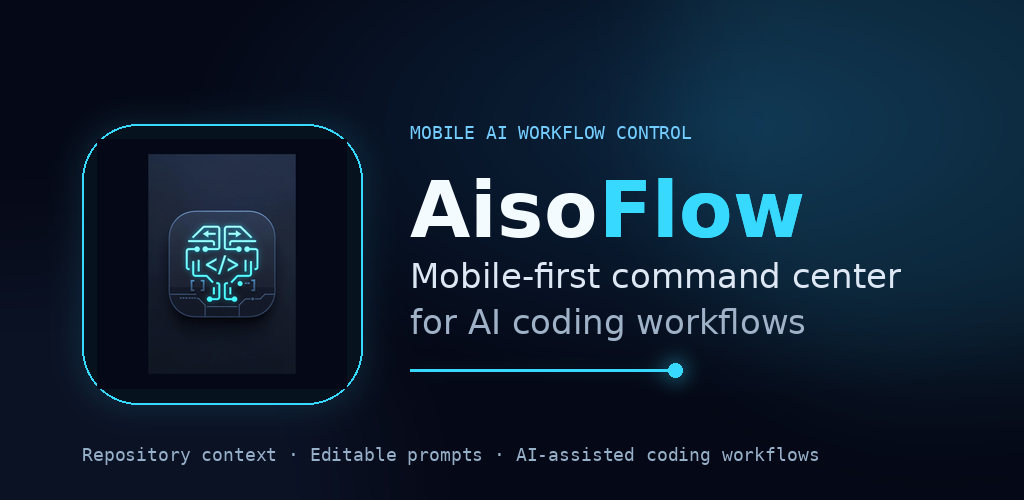 MOBILE AI WORKFLOW CONTROL
AisoFlow
Mobile-first command center
for AI coding workflows
</>
[ ]
Repository context · Editable prompts · AI-assisted coding workflows